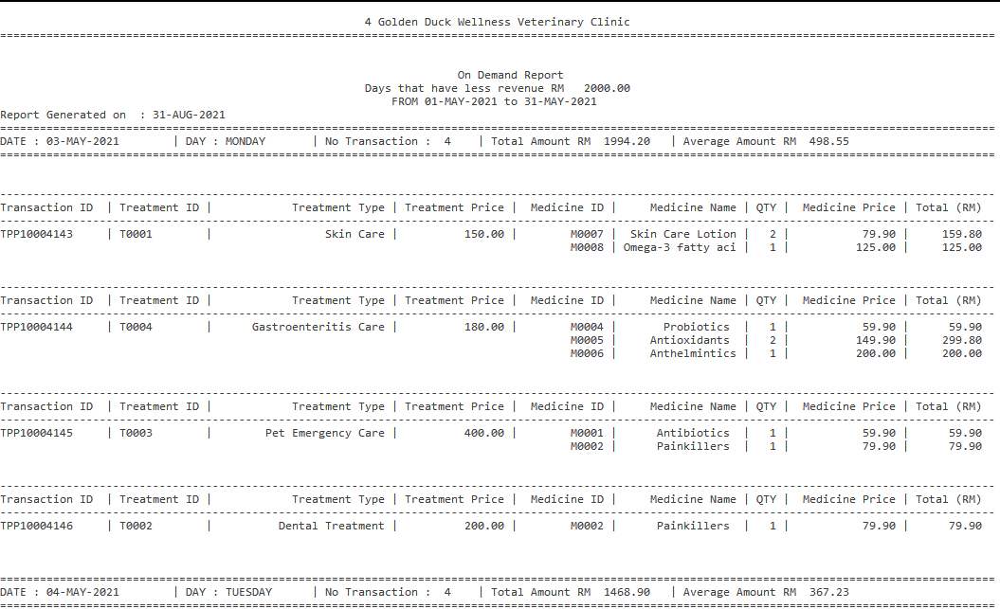 4 Golden Duck Wellness Veterinary Clinic
======================================================================================================================================================
On Demand Report
Days that have less revenue RM   2000.00
FROM 01-MAY-2021 to 31-MAY-2021
Report Generated on  : 31-AUG-2021
======================================================================================================================================================
DATE : 03-MAY-2021        | DAY : MONDAY       | No Transaction :  4    | Total Amount RM  1994.20   | Average Amount RM  498.55
======================================================================================================================================================
------------------------------------------------------------------------------------------------------------------------------------------------------
Transaction ID  | Treatment ID |            Treatment Type | Treatment Price |  Medicine ID |     Medicine Name | QTY |  Medicine Price | Total (RM)
------------------------------------------------------------------------------------------------------------------------------------------------------
TPP10004143     | T0001        |                 Skin Care |          150.00 |        M0007 |  Skin Care Lotion |   2 |           79.90 |     159.80
M0008 | Omega-3 fatty aci |   1 |          125.00 |     125.00
------------------------------------------------------------------------------------------------------------------------------------------------------
Transaction ID  | Treatment ID |            Treatment Type | Treatment Price |  Medicine ID |     Medicine Name | QTY |  Medicine Price | Total (RM)
------------------------------------------------------------------------------------------------------------------------------------------------------
TPP10004144     | T0004        |      Gastroenteritis Care |          180.00 |        M0004 |       Probiotics  |   1 |           59.90 |      59.90
M0005 |     Antioxidants  |   2 |          149.90 |     299.80
M0006 |     Anthelmintics |   1 |          200.00 |     200.00
------------------------------------------------------------------------------------------------------------------------------------------------------
Transaction ID  | Treatment ID |            Treatment Type | Treatment Price |  Medicine ID |     Medicine Name | QTY |  Medicine Price | Total (RM)
------------------------------------------------------------------------------------------------------------------------------------------------------
TPP10004145     | T0003        |        Pet Emergency Care |          400.00 |        M0001 |      Antibiotics  |   1 |           59.90 |      59.90
M0002 |      Painkillers  |   1 |           79.90 |      79.90
------------------------------------------------------------------------------------------------------------------------------------------------------
Transaction ID  | Treatment ID |            Treatment Type | Treatment Price |  Medicine ID |     Medicine Name | QTY |  Medicine Price | Total (RM)
------------------------------------------------------------------------------------------------------------------------------------------------------
TPP10004146     | T0002        |          Dental Treatment |          200.00 |        M0002 |      Painkillers  |   1 |           79.90 |      79.90
======================================================================================================================================================
DATE : 04-MAY-2021        | DAY : TUESDAY      | No Transaction :  4    | Total Amount RM  1468.90   | Average Amount RM  367.23
======================================================================================================================================================